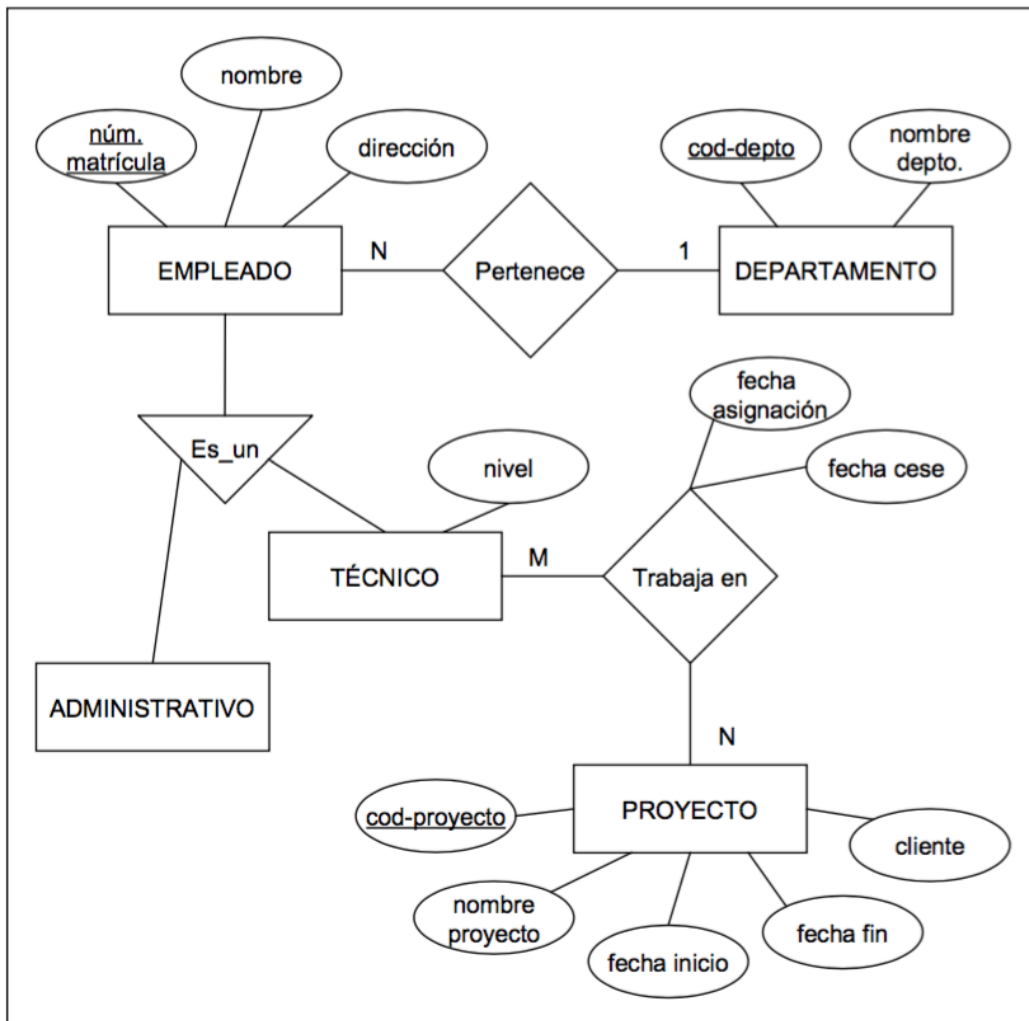 nombre
núm.
matrícula
dirección
cod-depto
nombre
depto.
EMPLEADO
N
Pertenece
1
DEPARTAMENTO
fecha
asignación
Es_un
nivel
fecha cese
TÉCNICO
M
Trabaja en
ADMINISTRATIVO
N
cod-proyecto
PROYECTO
cliente
nombre
proyecto
fecha inicio
fecha fin